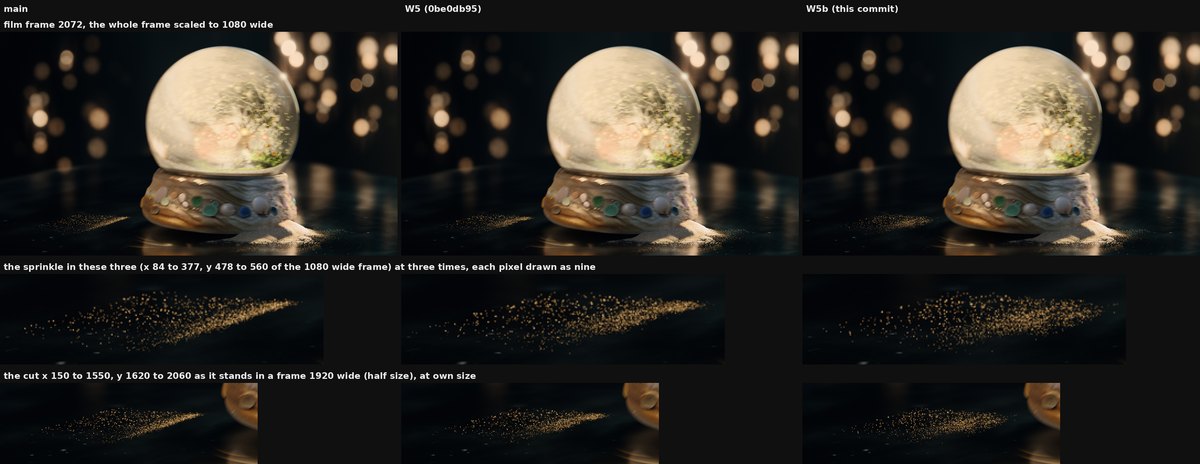 main
W5 (0be0db95)
W5b (this commit)
film frame 2072, the whole frame scaled to 1080 wide
the sprinkle in these three (x 84 to 377, y 478 to 560 of the 1080 wide frame) at three times, each pixel drawn as nine
the cut x 150 to 1550, y 1620 to 2060 as it stands in a frame 1920 wide (half size), at own size